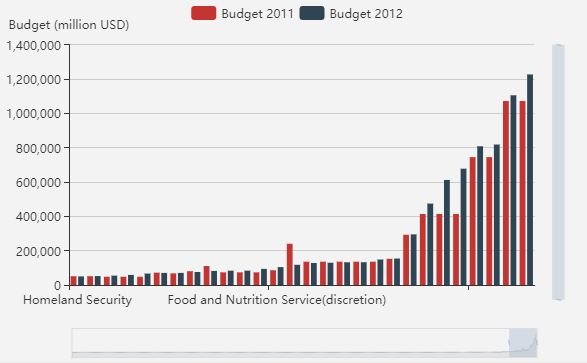 Budget 2011 Budget 2012
Budget (million USD)
1,400,000
1,200,000
1,000,000
800,000
600,000
400,000
200,000
0
Homeland Security Food and Nutrition Service(discretion)